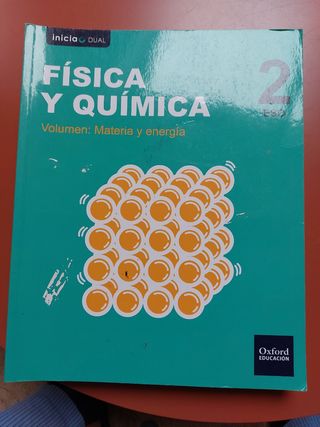 inicia DUAL
FÍSICA
Y QUÍMICA
2
ESO
Volumen: Materia y energía
Oxford
EDUCACIÓN